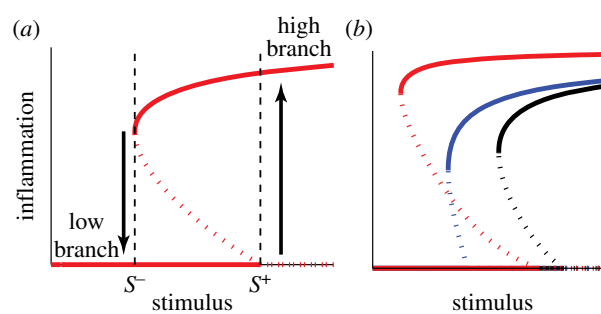 (a)
high
branch
inflammation
low
branch
S− S+
stimulus
(b)
stimulus